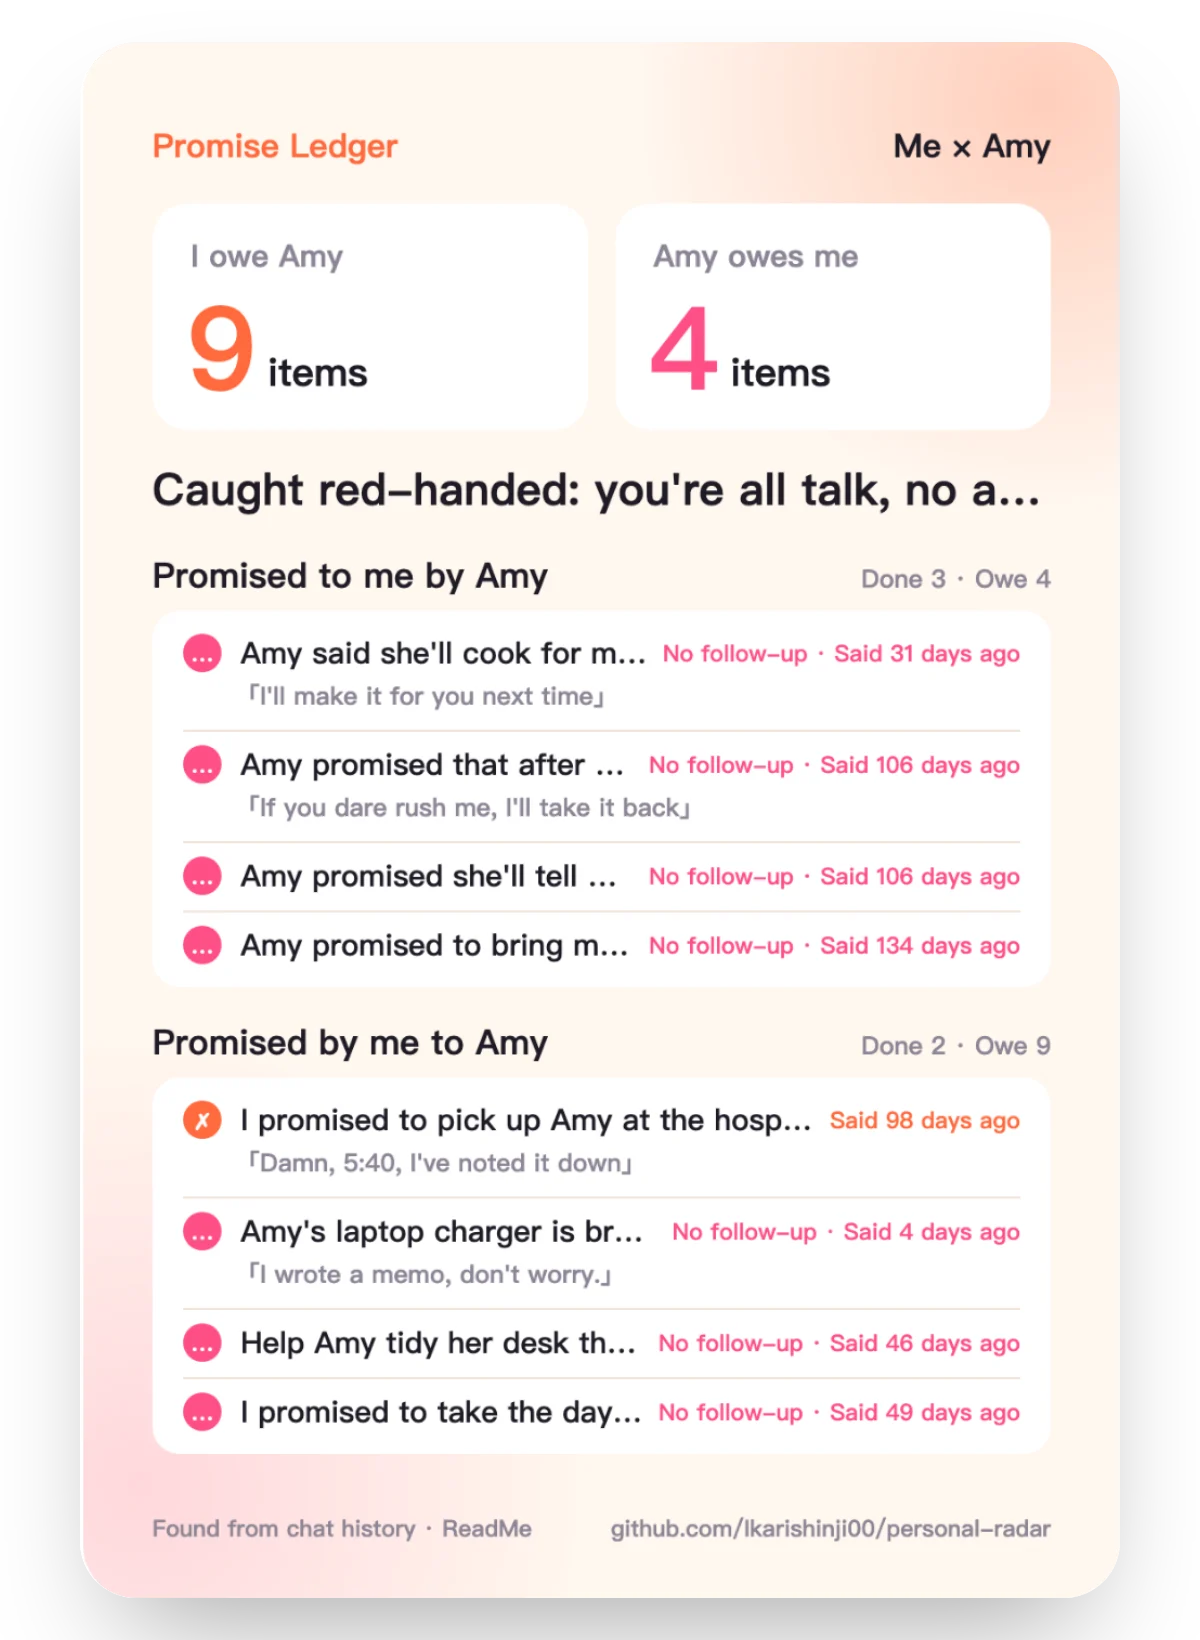 Promise Ledger
Me × Amy
I owe Amy
9 items
Amy owes me
4 items
Caught red–handed: you're all talk, no a...
Promised to me by Amy
Done 3 · Owe 4
... Amy said she'll cook for m... No follow–up · Said 31 days ago
「I'll make it for you next time」
... Amy promised that after ... No follow–up · Said 106 days ago
「If you dare rush me, I'll take it back」
... Amy promised she'll tell ... No follow–up · Said 106 days ago
... Amy promised to bring m... No follow–up · Said 134 days ago
Promised by me to Amy
Done 2 · Owe 9
✗ I promised to pick up Amy at the hosp... Said 98 days ago
「Damn, 5:40, I've noted it down」
... Amy's laptop charger is br... No follow–up · Said 4 days ago
「I wrote a memo, don't worry.」
... Help Amy tidy her desk th... No follow–up · Said 46 days ago
... I promised to take the day... No follow–up · Said 49 days ago
Found from chat history · ReadMe
github.com/Ikarishinji00/personal–radar